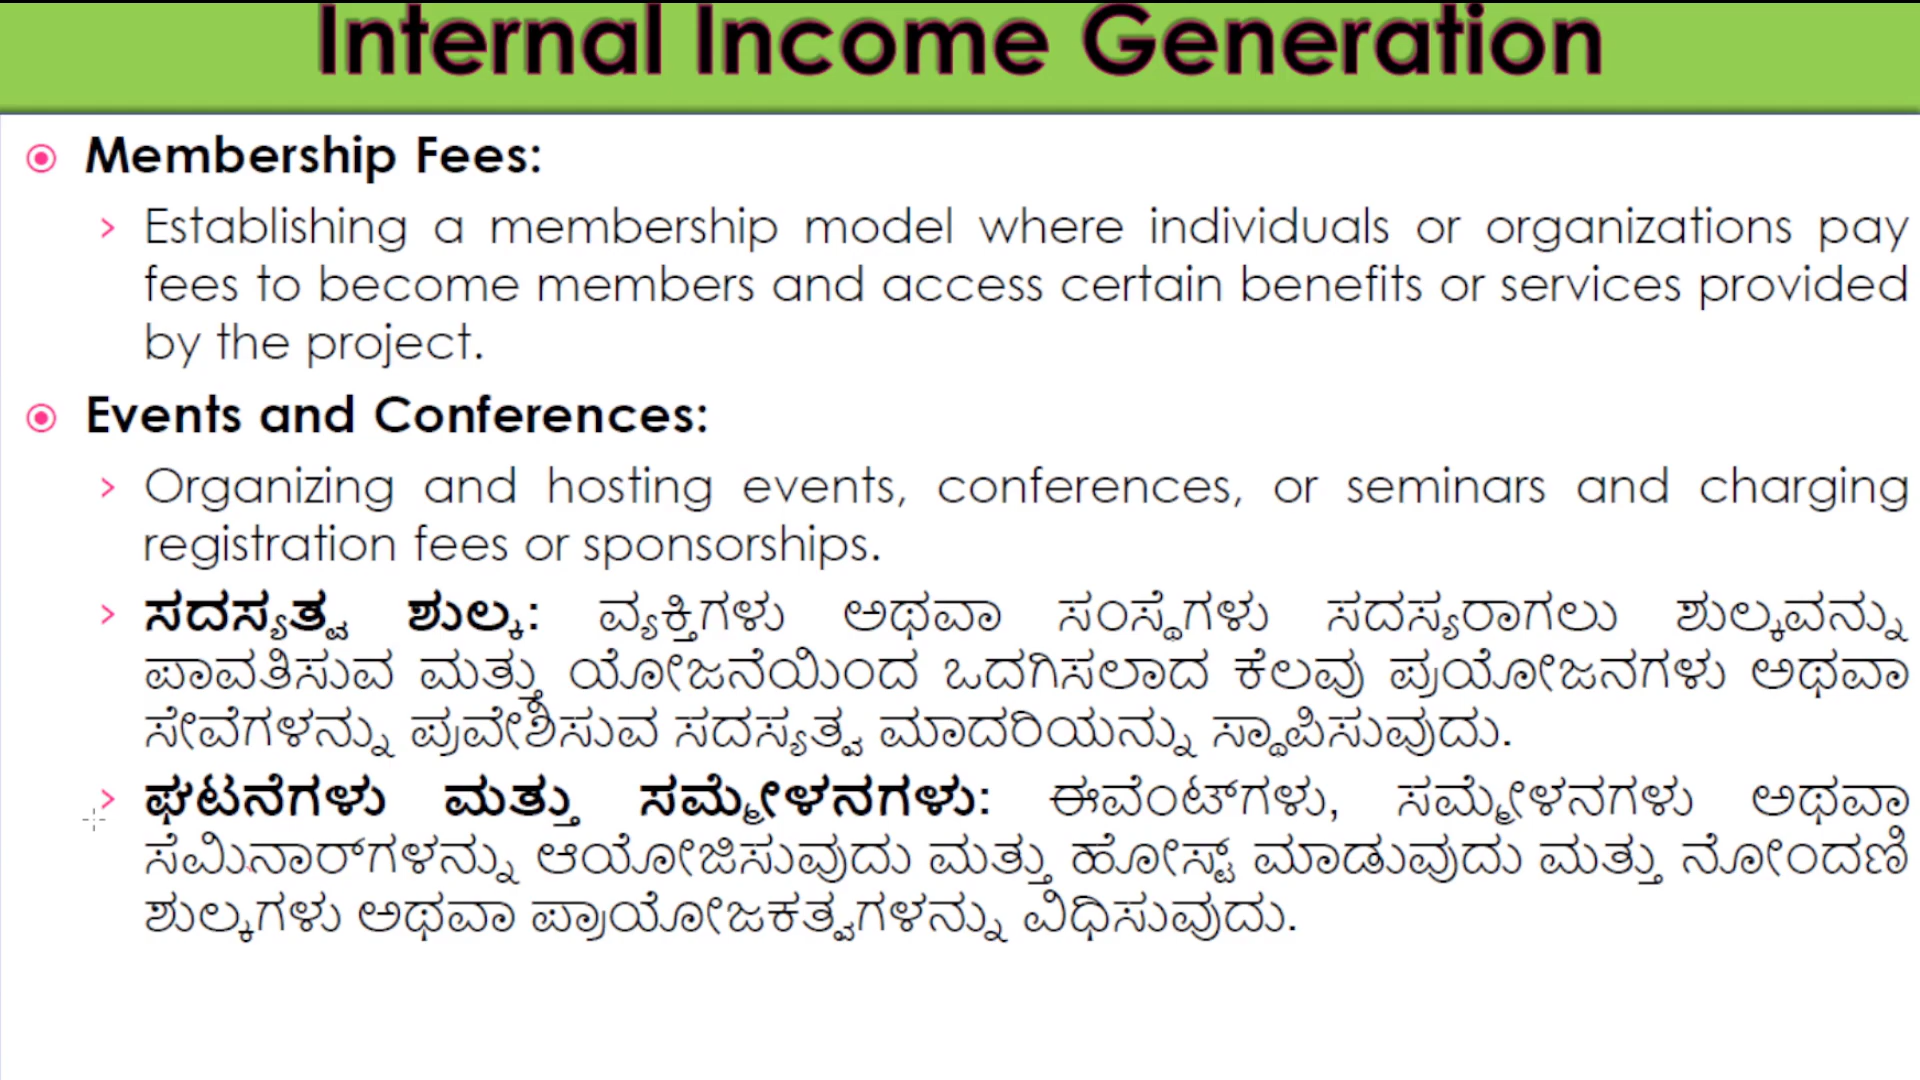 Internal Income Generation
Membership Fees:
Establishing a membership model where individuals or organizations pay
fees to become members and access certain benefits or services provided
by the project.
Events and Conferences:
Organizing and hosting events, conferences, or seminars and charging
registration fees or sponsorships.
ಸದಸ್ಯತ್ವ ಶುಲ್ಕ: ವ್ಯಕ್ತಿಗಳು ಅಥವಾ ಸಂಸ್ಥೆಗಳು ಸದಸ್ಯರಾಗಲು ಶುಲ್ಕವನ್ನು
ಪಾವತಿಸುವ ಮತ್ತು ಯೋಜನೆಯಿಂದ ಒದಗಿಸಲಾದ ಕೆಲವು ಪ್ರಯೋಜನಗಳು ಅಥವಾ
ಸೇವೆಗಳನ್ನು ಪ್ರವೇಶಿಸುವ ಸದಸ್ಯತ್ವ ಮಾದರಿಯನ್ನು ಸ್ಥಾಪಿಸುವುದು.
ಘಟನೆಗಳು ಮತ್ತು ಸಮ್ಮೇಳನಗಳು: ಈವೆಂಟ್‌ಗಳು, ಸಮ್ಮೇಳನಗಳು ಅಥವಾ
ಸೆಮಿನಾರ್‌ಗಳನ್ನು ಆಯೋಜಿಸುವುದು ಮತ್ತು ಹೋಸ್ಟ್ ಮಾಡುವುದು ಮತ್ತು ನೋಂದಣಿ
ಶುಲ್ಕಗಳು ಅಥವಾ ಪ್ರಾಯೋಜಕತ್ವಗಳನ್ನು ವಿಧಿಸುವುದು.